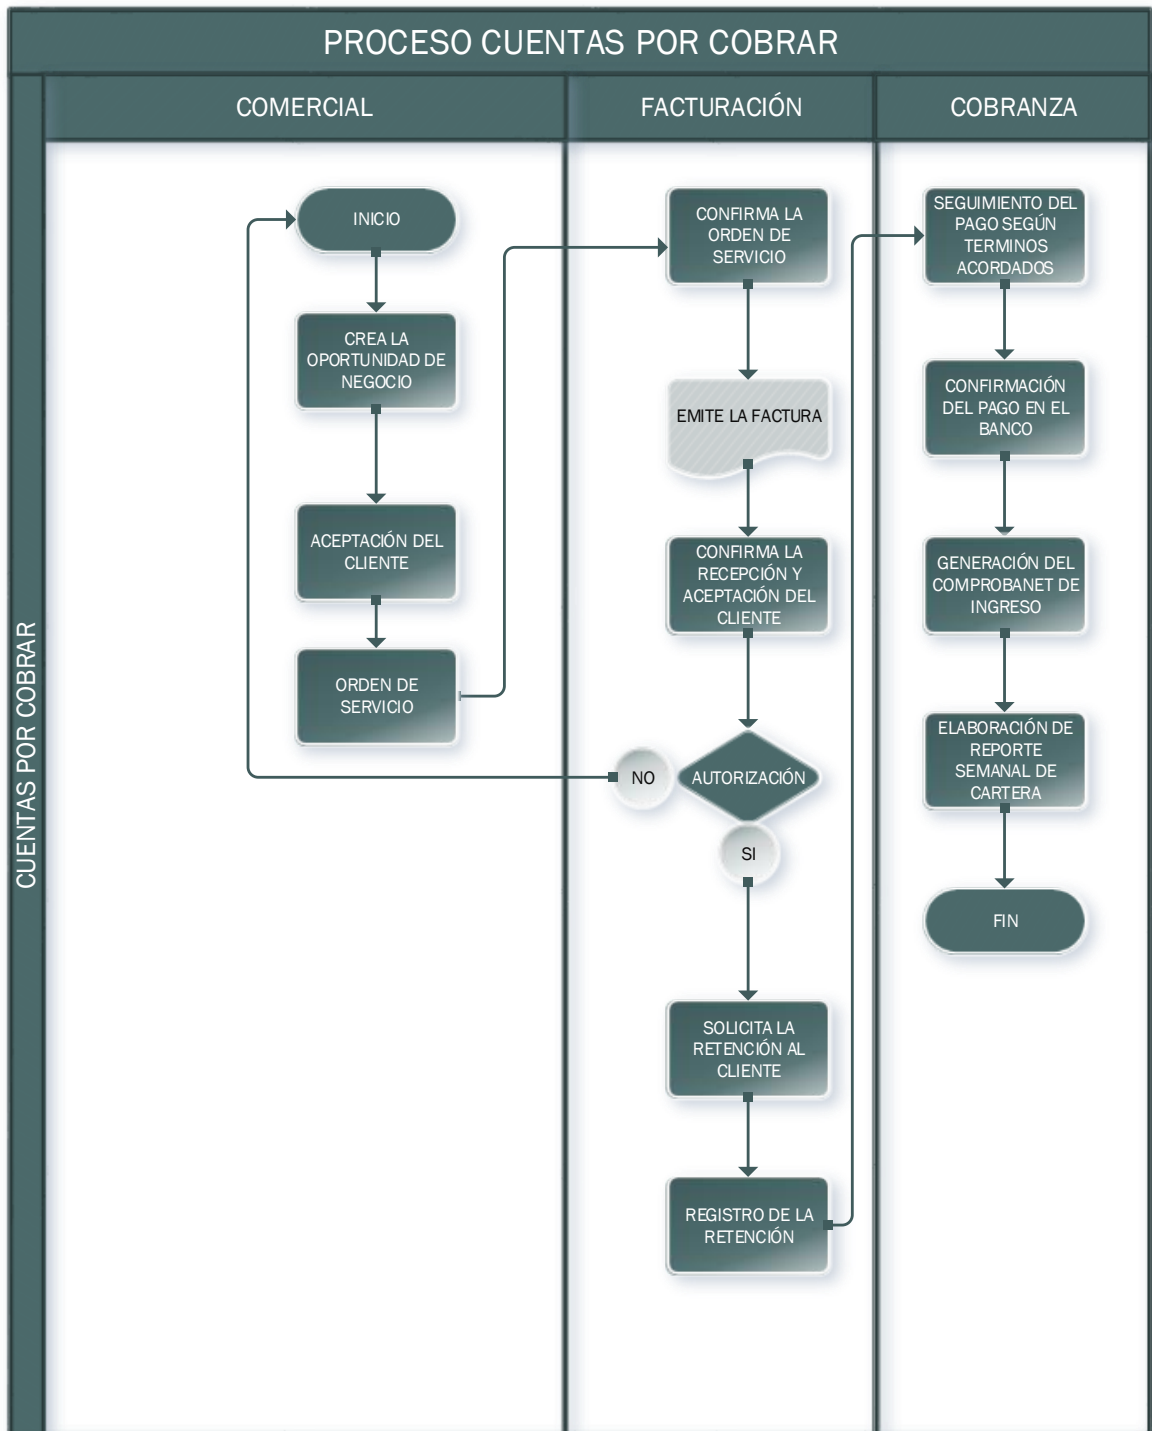 PROCESO CUENTAS POR COBRAR
COMERCIAL
FACTURACIÓN
COBRANZA
CUENTAS POR COBRAR
INICIO
CREA LA
OPORTUNIDAD DE
NEGOCIO
ACEPTACIÓN DEL
CLIENTE
ORDEN DE
SERVICIO
CONFIRMA LA
ORDEN DE
SERVICIO
EMITE LA FACTURA
CONFIRMA LA
RECEPCIÓN Y
ACEPTACIÓN DEL
CLIENTE
NO
AUTORIZACIÓN
SI
SOLICITA LA
RETENCIÓN AL
CLIENTE
REGISTRO DE LA
RETENCIÓN
SEGUIMIENTO DEL
PAGO SEGÚN
TERMINOS
ACORDADOS
CONFIRMACIÓN
DEL PAGO EN EL
BANCO
GENERACIÓN DEL
COMPROBANET DE
INGRESO
ELABORACIÓN DE
REPORTE
SEMANAL DE
CARTERA
FIN